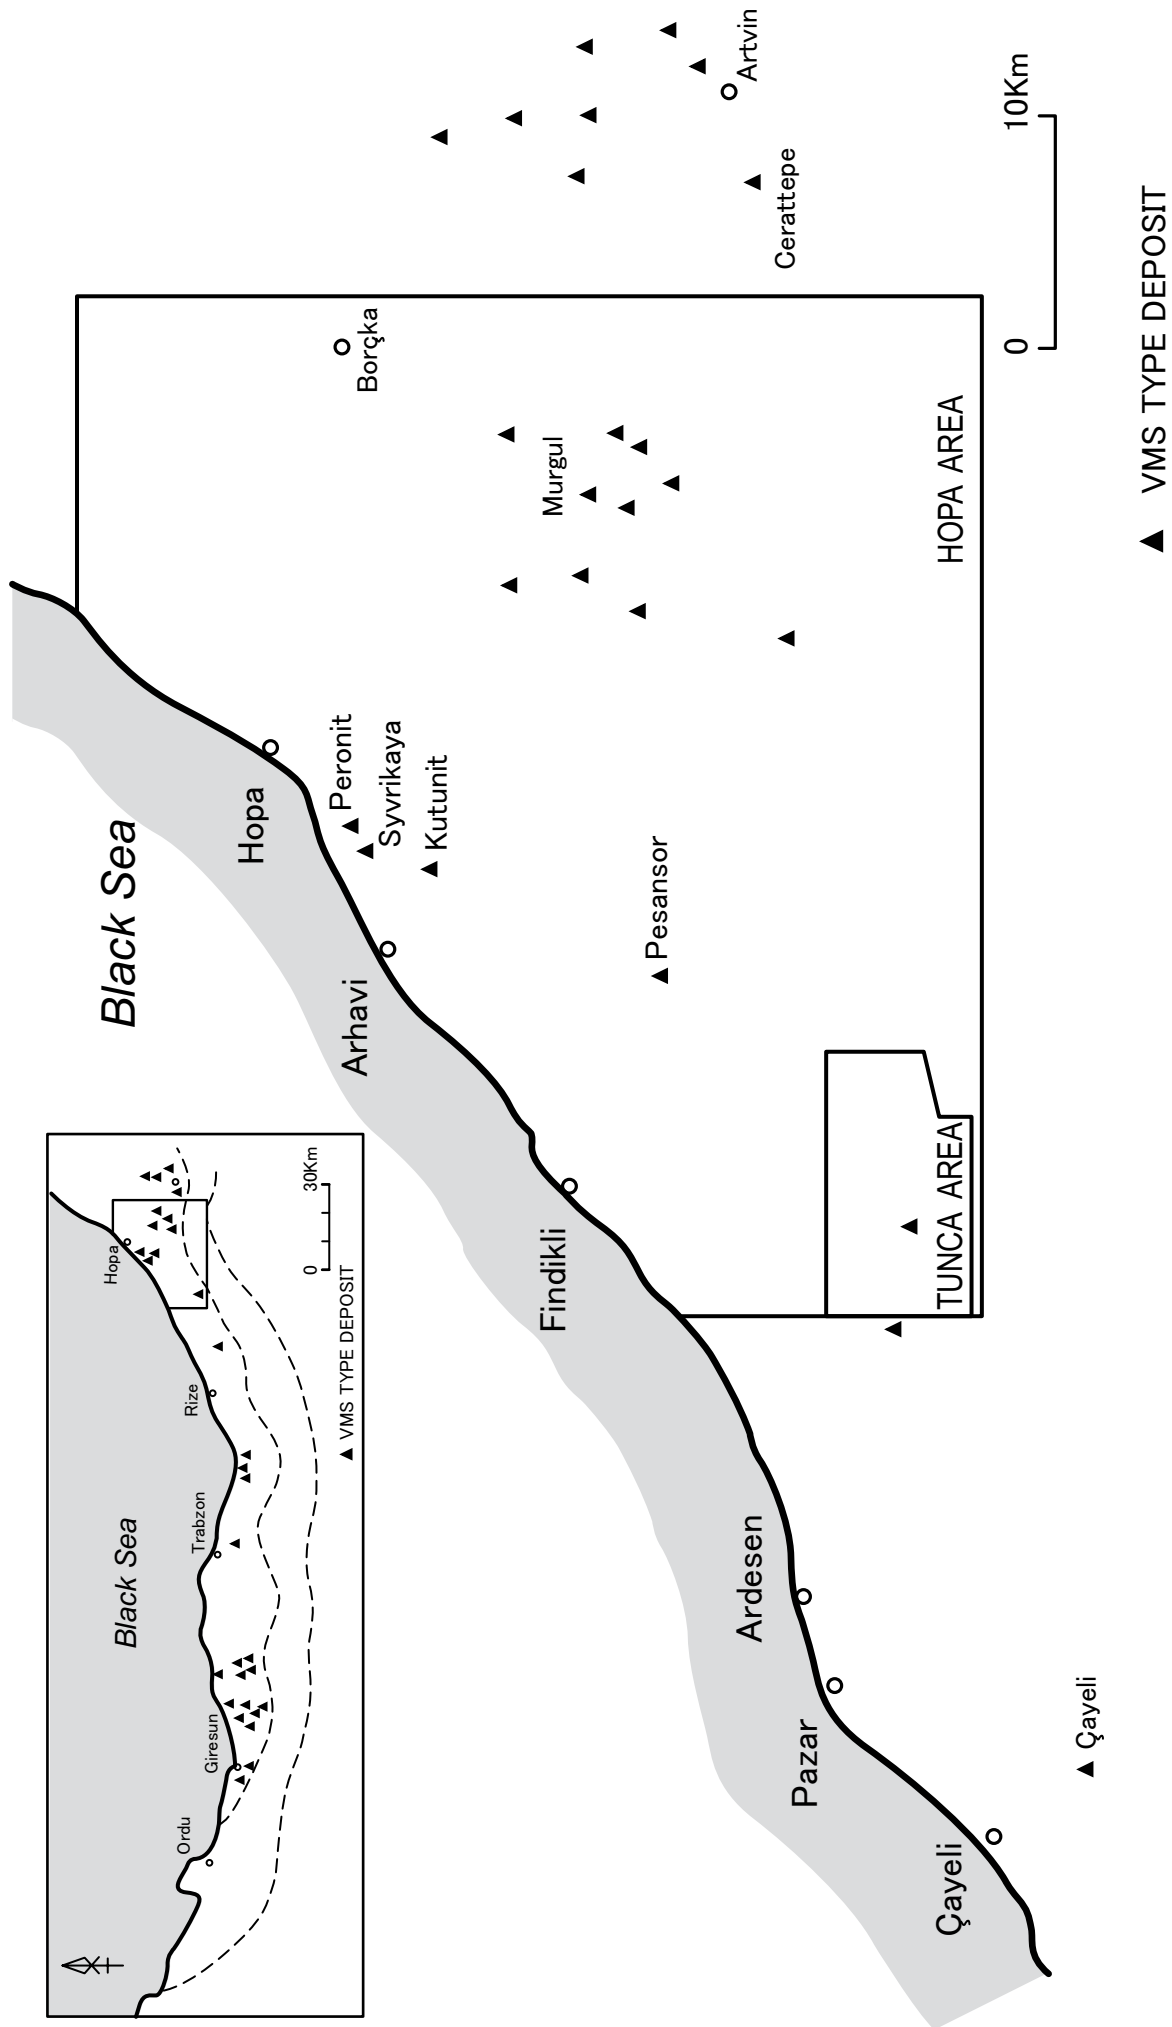 Black Sea
Ordu
Giresun
Trabzon
Rize
Hopa
0
30Km
▲ VMS TYPE DEPOSIT
Black Sea
Hopa
Arhavi
Findikli
Ardesen
Pazar
Çayeli
Peronit
Syvrikaya
Kutunit
Pesansor
Borçka
Murgul
Artvin
Cerattepe
Çayeli
TUNCA AREA
HOPA AREA
0
10Km
▲ VMS TYPE DEPOSIT